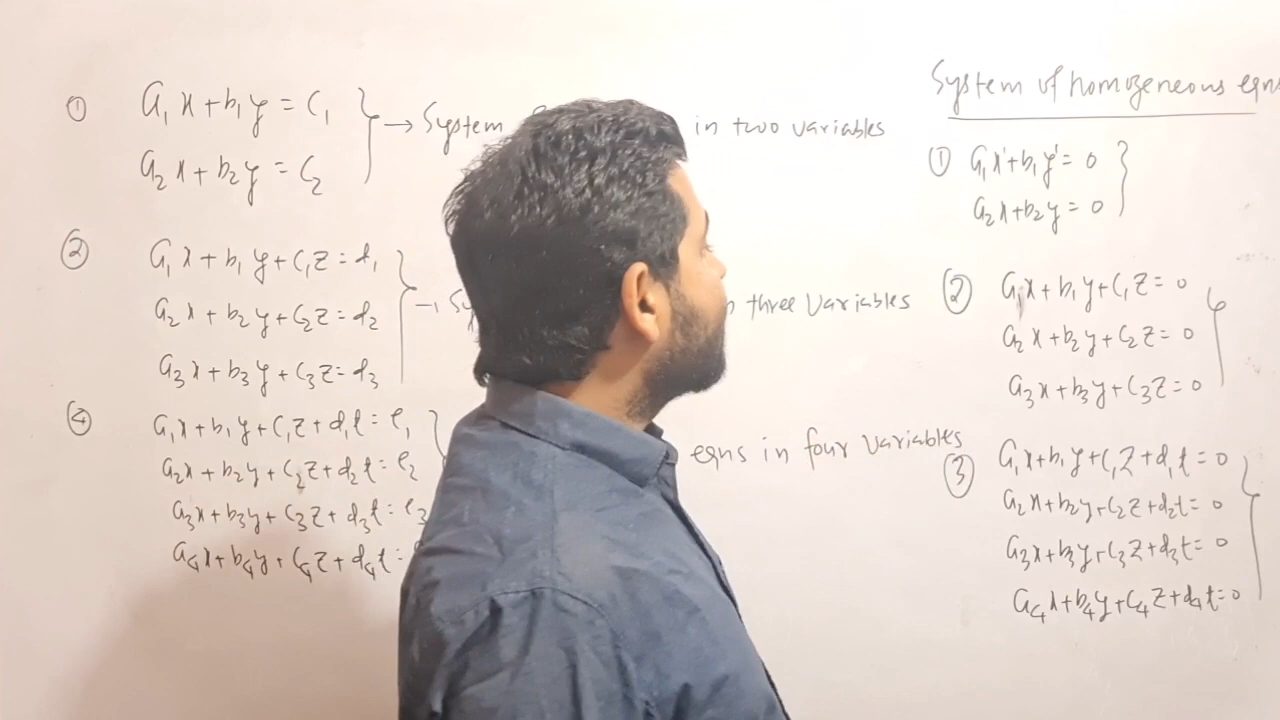 ① a₁x + b₁y = c₁
→ System in two variables
a₂x + b₂y = c₂
② a₁x + b₁y + c₁z = d₁
a₂x + b₂y + c₂z = d₂
three variables
a₃x + b₃y + c₃z = d₃
④ a₁x + b₁y + c₁z + d₁t = e₁
a₂x + b₂y + c₂z + d₂t = e₂
eqns in four variables
a₃x + b₃y + c₃z + d₃t = e₃
a₄x + b₄y + c₄z + d₄t =
System of homogeneous eqns
① a₁x + b₁y = 0
a₂x + b₂y = 0
② a₁x + b₁y + c₁z = 0
a₂x + b₂y + c₂z = 0
a₃x + b₃y + c₃z = 0
③ a₁x + b₁y + c₁z + d₁t = 0
a₂x + b₂y + c₂z + d₂t = 0
a₃x + b₃y + c₃z + d₃t = 0
a₄x + b₄y + c₄z + d₄t = 0